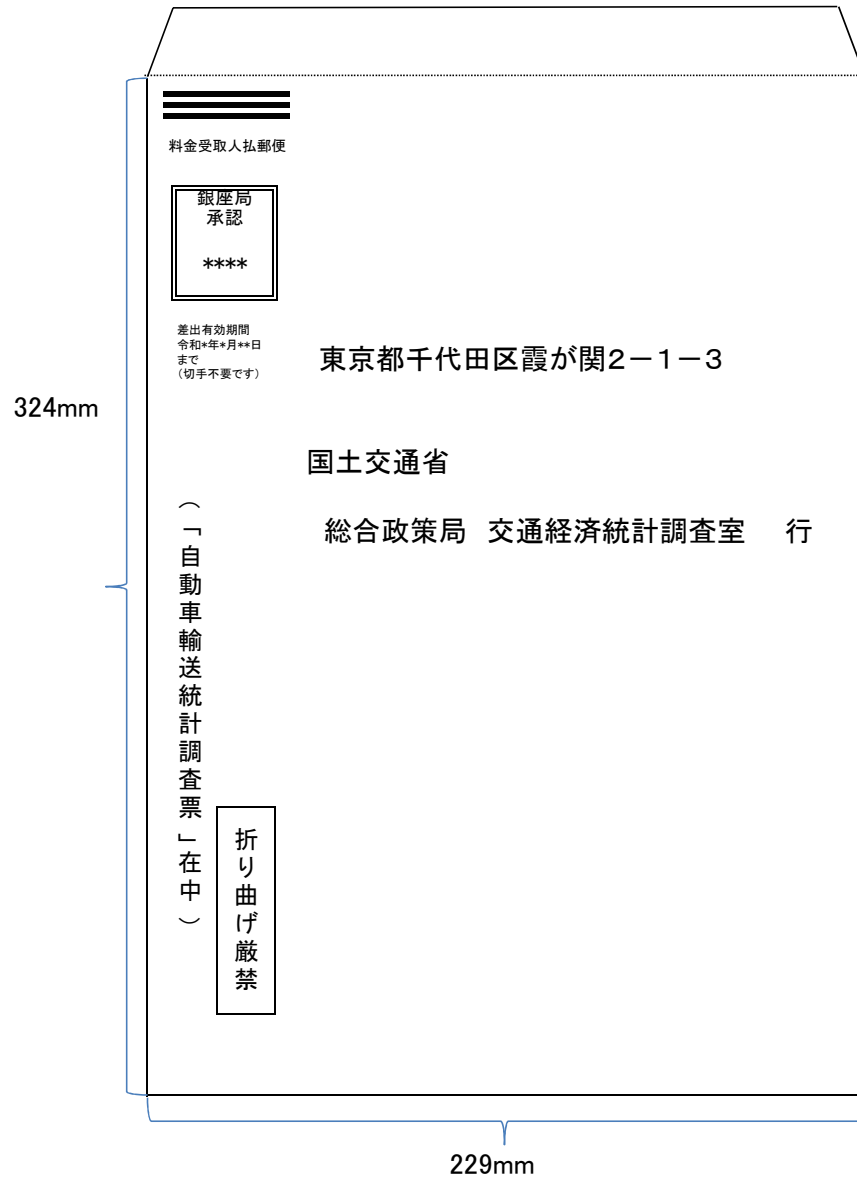 料金受取人払郵便
銀座局
承認
****
差出有効期間
令和*年*月**日
まで
(切手不要です)
東京都千代田区霞が関2-1-3
324mm
国土交通省
総合政策局 交通経済統計調査室 行
(「自動車輸送統計調査票」在中)
折り曲げ厳禁
229mm